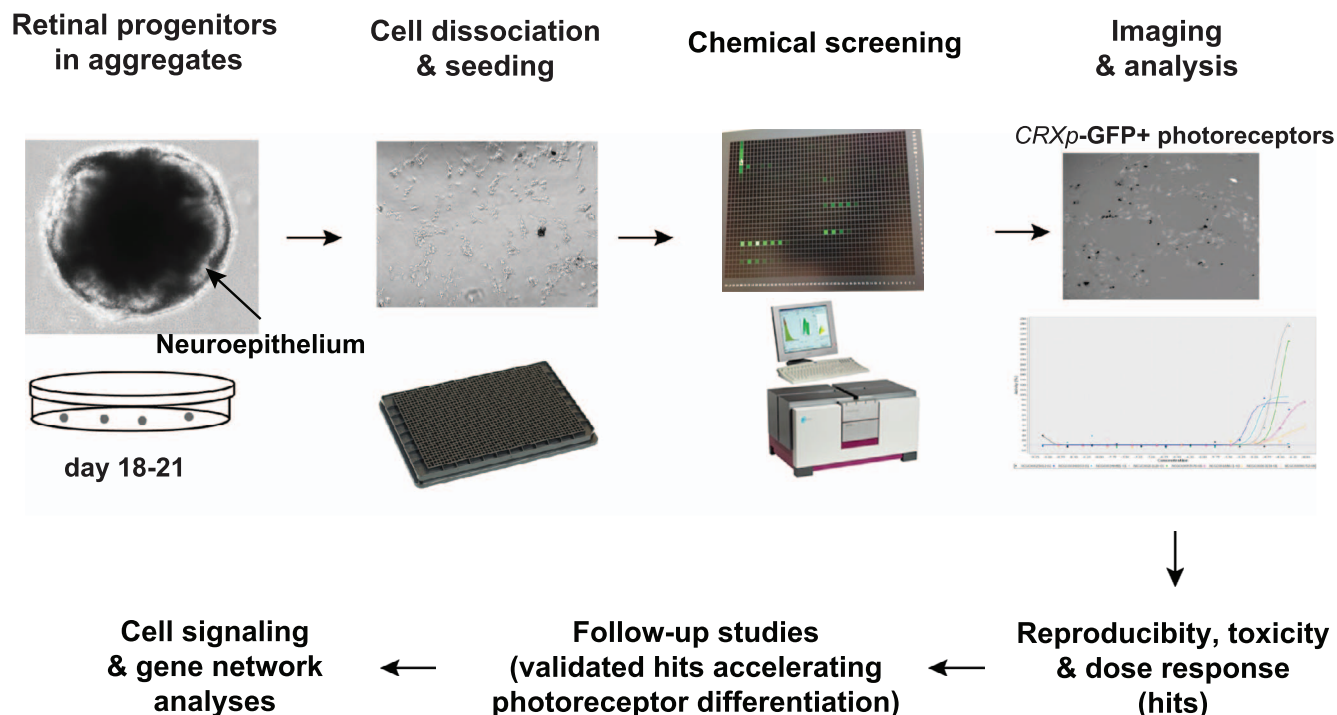 Retinal progenitors
in aggregates
Cell dissociation
& seeding
Chemical screening
Imaging
& analysis
CRXp-GFP+ photoreceptors
Neuroepithelium
day 18-21
Reproducibity, toxicity
& dose response
(hits)
Follow-up studies
(validated hits accelerating
photoreceptor differentiation)
Cell signaling
& gene network
analyses